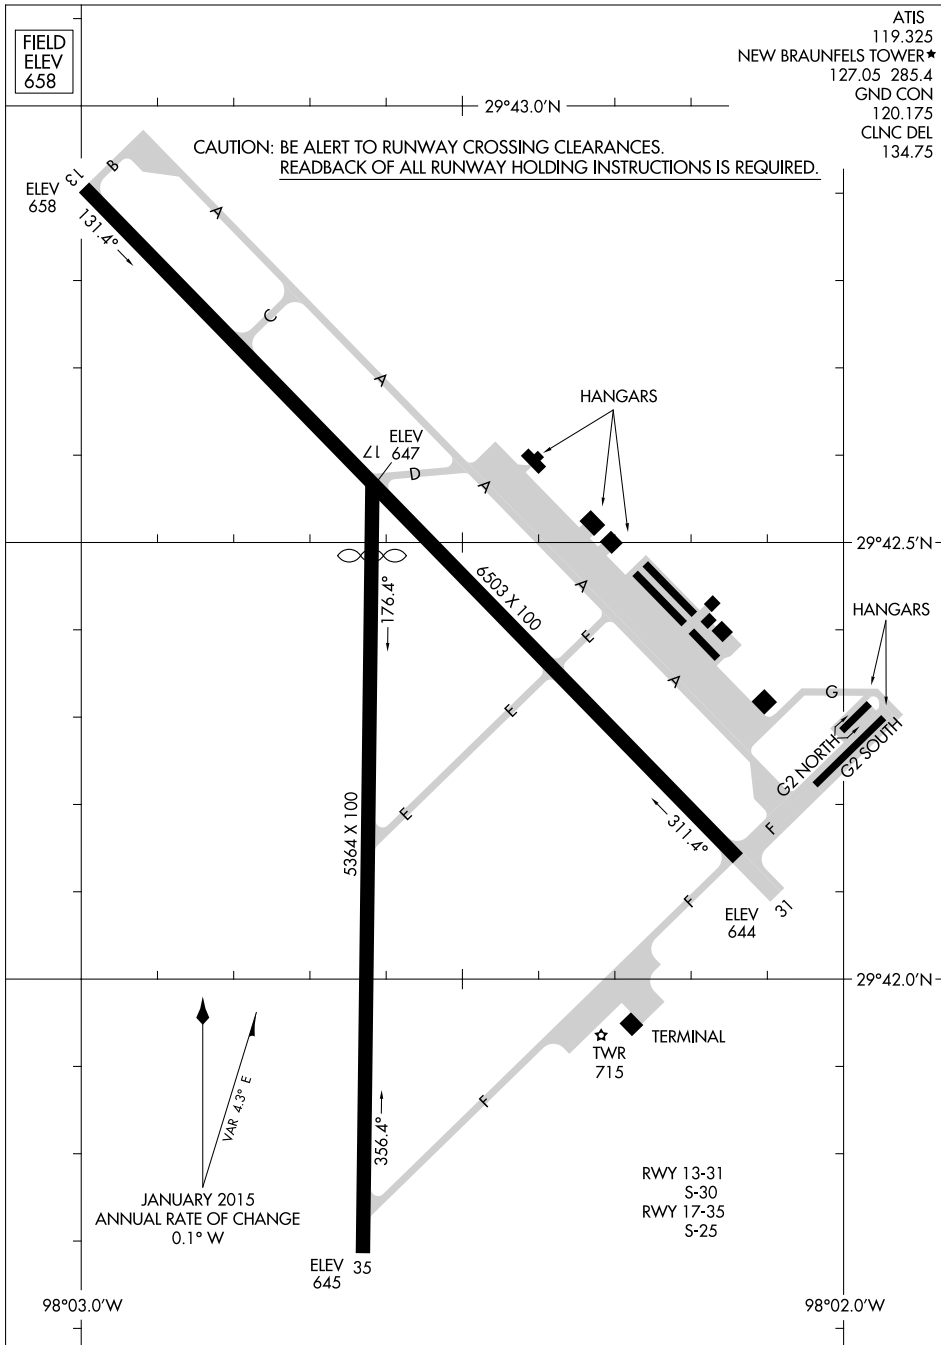 FIELD
ELEV
658
ATIS
119.325
NEW BRAUNFELS TOWER★
127.05 285.4
GND CON
120.175
CLNC DEL
134.75
29°43.0'N
CAUTION: BE ALERT TO RUNWAY CROSSING CLEARANCES.
READBACK OF ALL RUNWAY HOLDING INSTRUCTIONS IS REQUIRED.
13
B
ELEV
658
131.4°
A
C
A
HANGARS
ELEV
647
17
D
A
29°42.5'N
6503 X 100
176.4°
A
E
HANGARS
A
G
E
G2 NORTH
G2 SOUTH
5364 X 100
E
311.4°
F
F
31
ELEV
644
29°42.0'N
TERMINAL
TWR
715
VAR 4.3° E
F
356.4°
JANUARY 2015
ANNUAL RATE OF CHANGE
0.1° W
RWY 13-31
S-30
RWY 17-35
S-25
ELEV
645
35
98°03.0'W
98°02.0'W